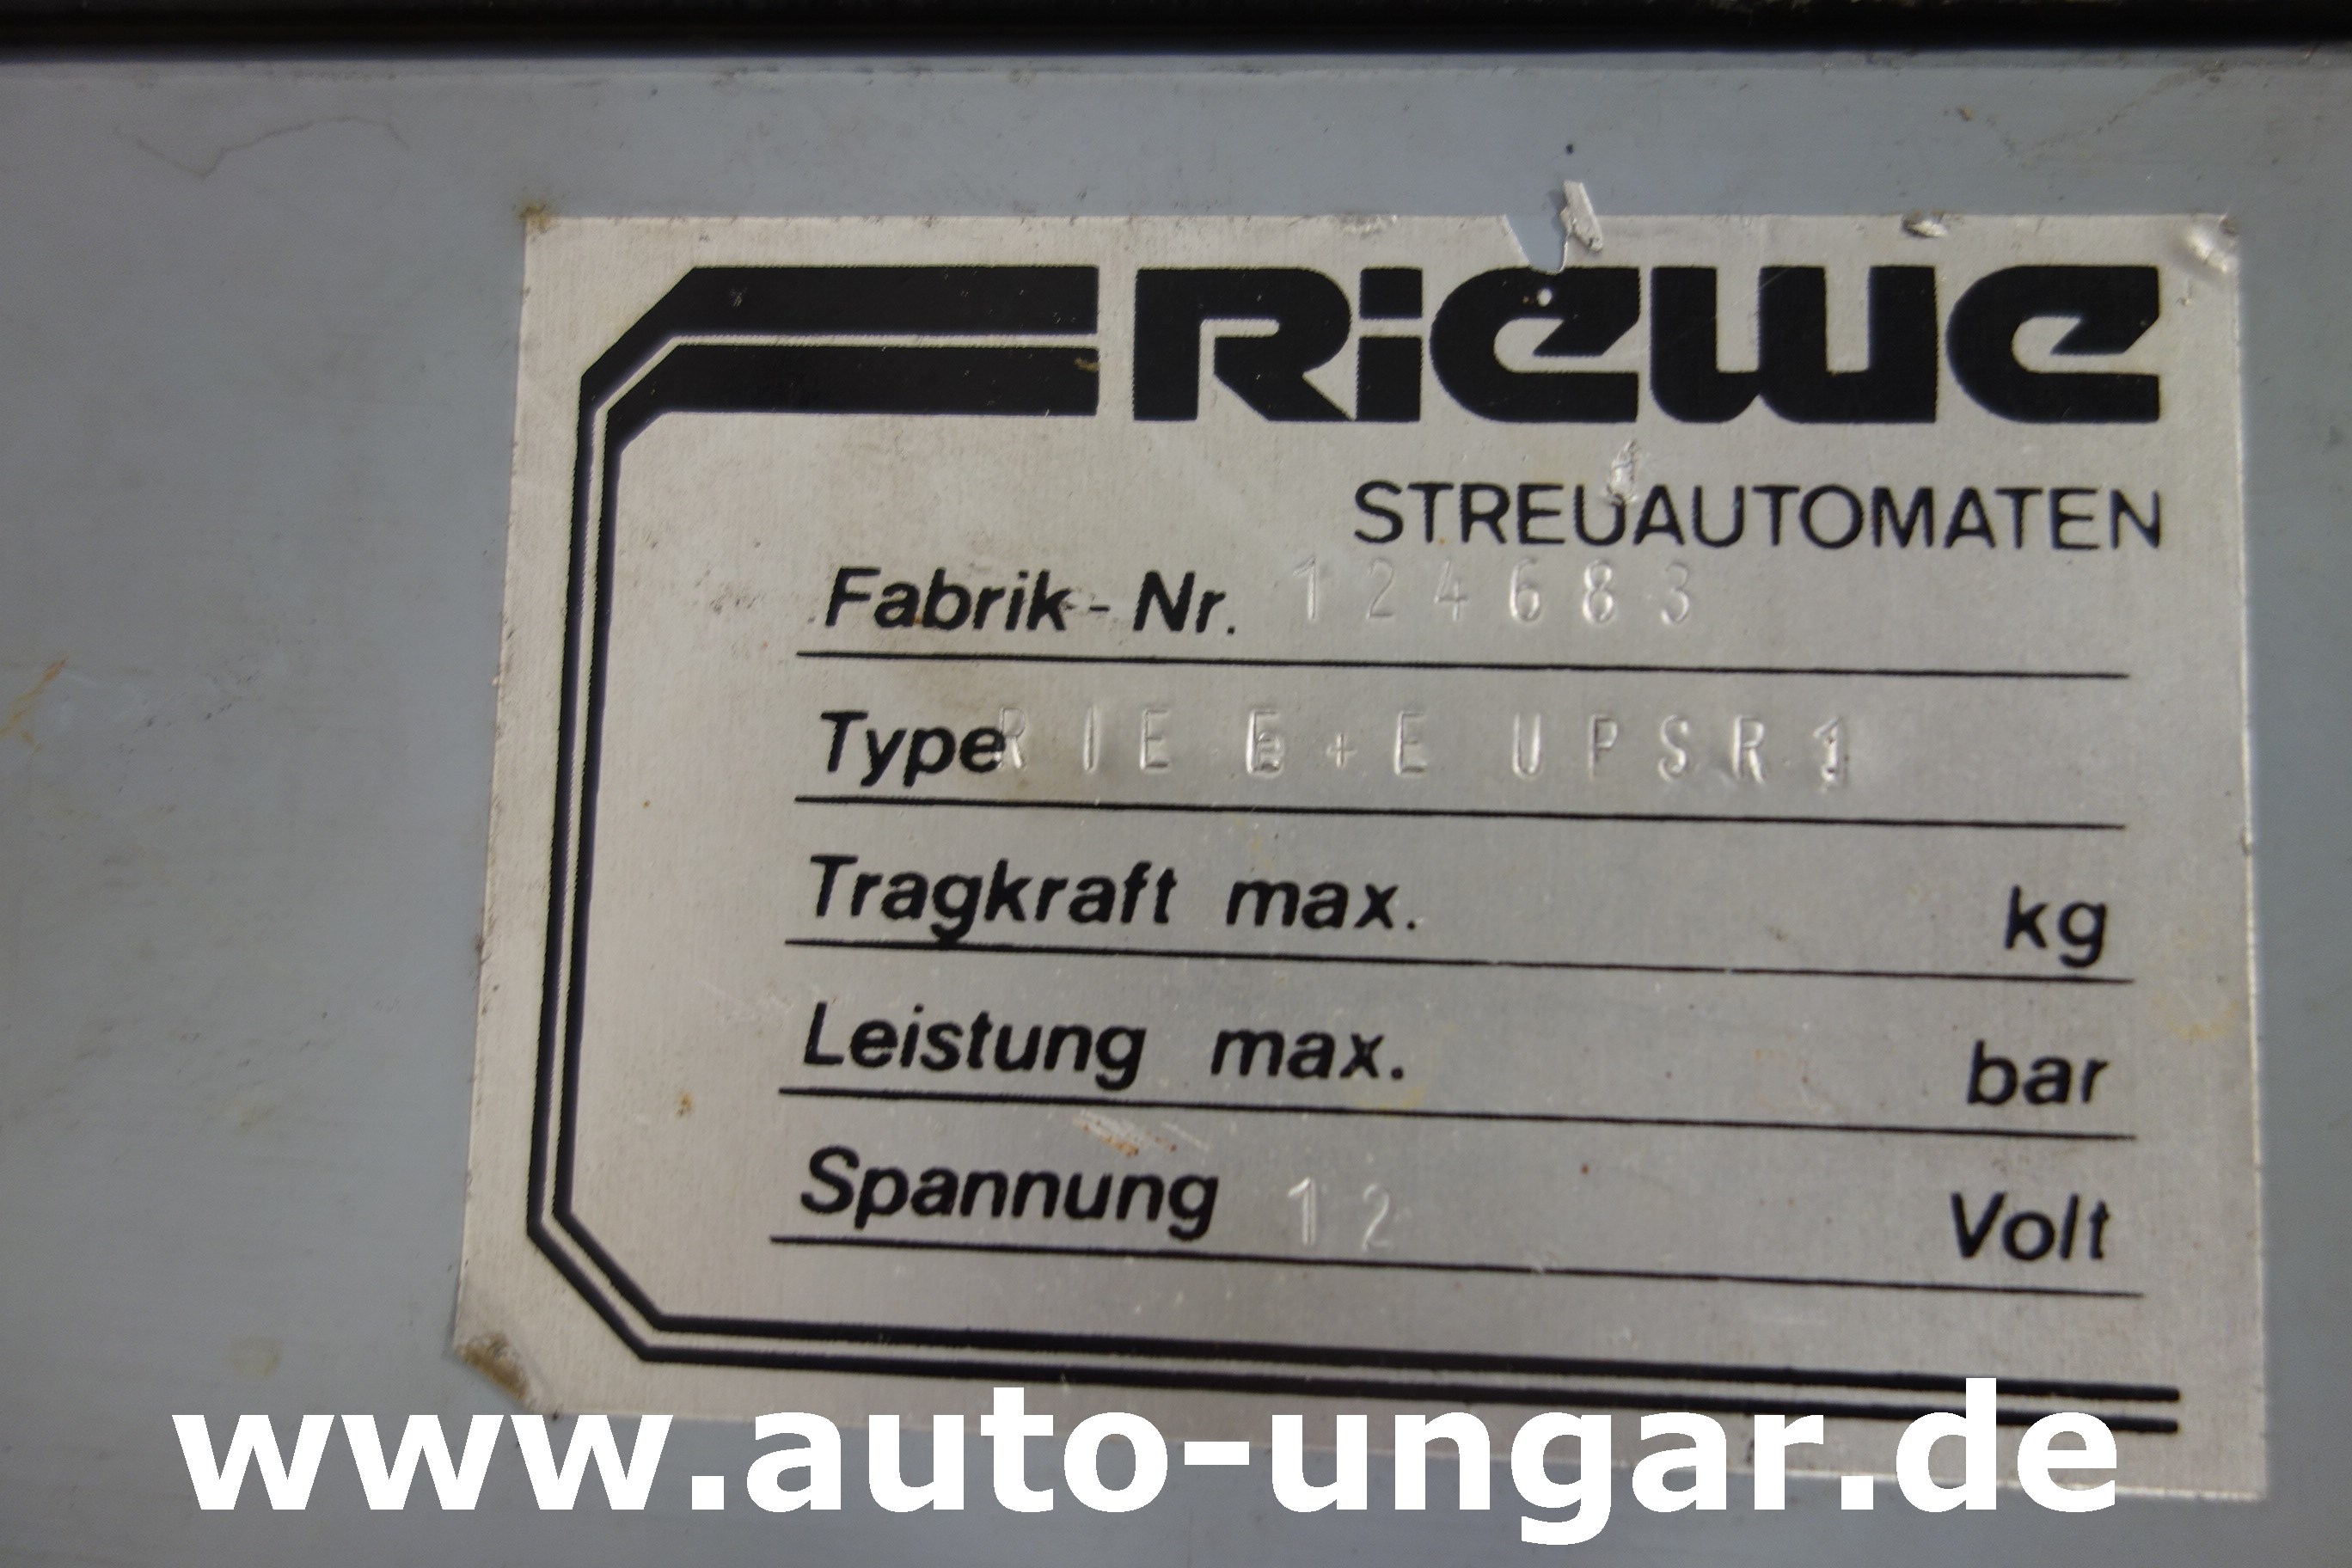 Riewe
STREUAUTOMATEN
Fabrik-Nr. 124683
Type RIE E+E UPSR1
Tragkraft max. kg
Leistung max. bar
Spannung 12 Volt
www.auto-ungar.de